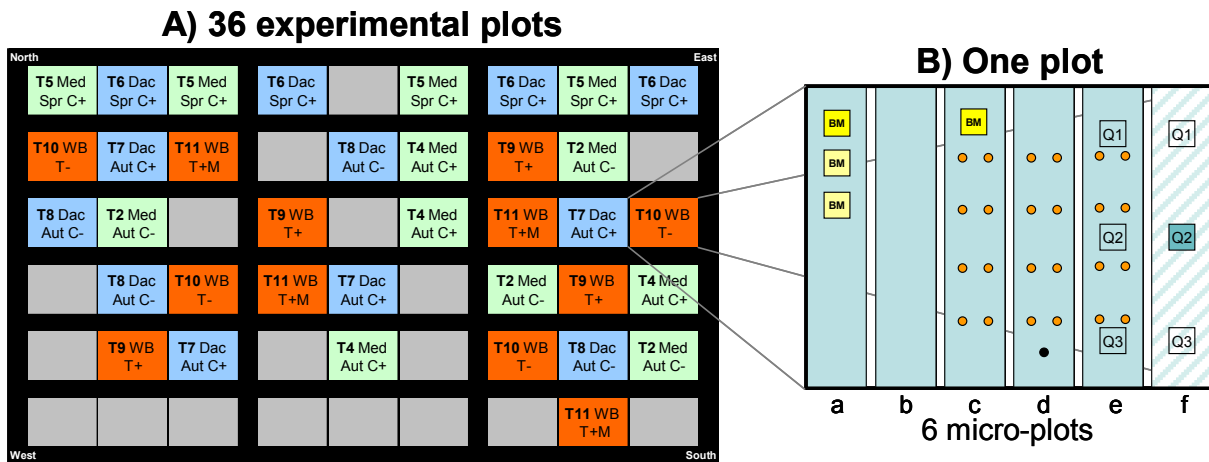 A) 36 experimental plots
North East
T5 Med T6 Dac T5 Med T6 Dac T5 Med T6 Dac T5 Med T6 Dac
Spr C+ Spr C+ Spr C+ Spr C+ Spr C+ Spr C+ Spr C+ Spr C+
T10 WB T7 Dac T11 WB T8 Dac T4 Med T9 WB T2 Med
T- Aut C+ T+M Aut C- Aut C+ T+ Aut C-
T8 Dac T2 Med T9 WB T4 Med T11 WB T7 Dac T10 WB
Aut C- Aut C- T+ Aut C+ T+M Aut C+ T-
T8 Dac T10 WB T11 WB T7 Dac T2 Med T9 WB T4 Med
Aut C- T- T+M Aut C+ Aut C- T+ Aut C+
T9 WB T7 Dac T4 Med T10 WB T8 Dac T2 Med
T+ Aut C+ Aut C+ T- Aut C- Aut C-
T11 WB
T+M
West South
B) One plot
BM BM Q1 Q1
BM
BM
Q2 Q2
Q3 Q3
a b c d e f
6 micro-plots